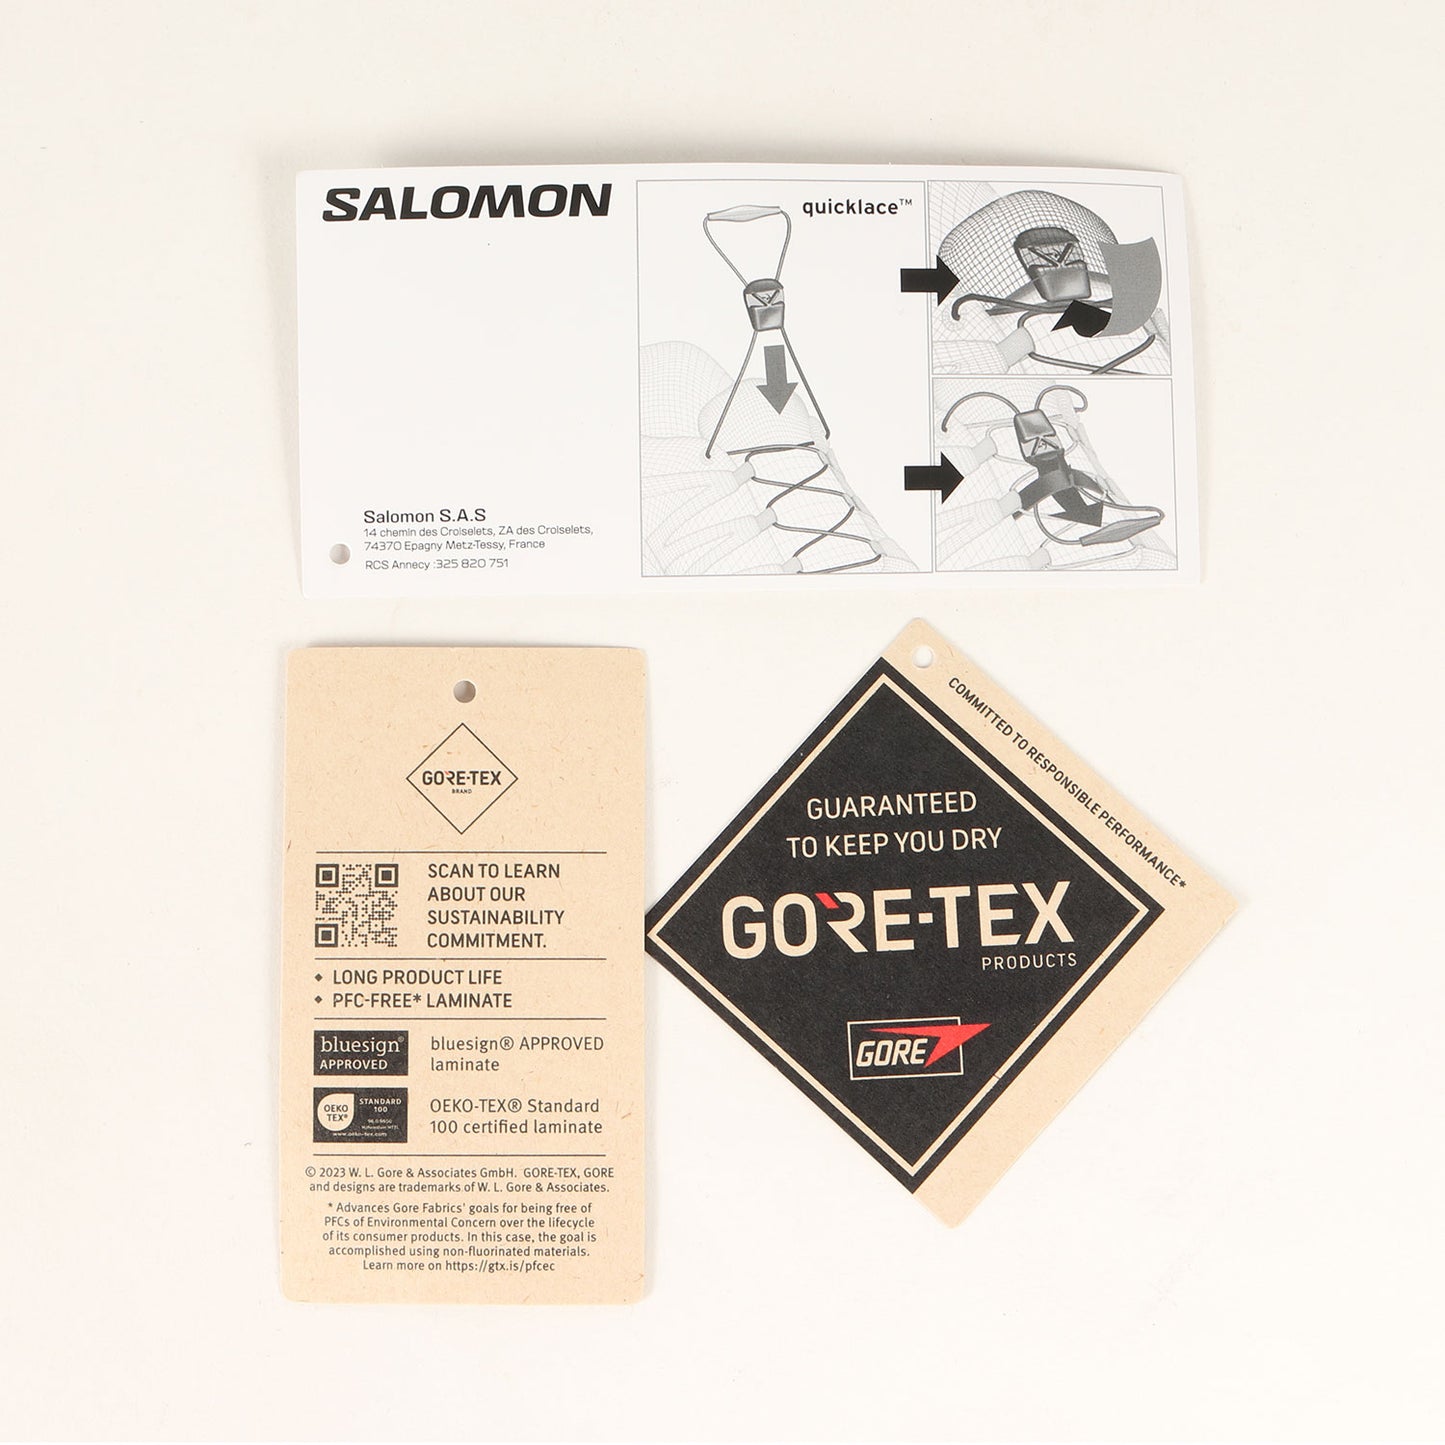 SALOMON
quicklace™
Salomon S.A.S
14 chemin des Croiselets, ZA des Croiselets,
74370 Epagny Metz-Tessy, France
RCS Annecy :325 820 751
GORE-TEX
BRAND
SCAN TO LEARN
ABOUT OUR
SUSTAINABILITY
COMMITMENT.
LONG PRODUCT LIFE
PFC-FREE* LAMINATE
bluesign®
APPROVED
bluesign® APPROVED
laminate
OEKO
TEX®
STANDARD
100
www.oeko-tex.com
OEKO-TEX® Standard
100 certified laminate
© 2023 W. L. Gore & Associates GmbH. GORE-TEX, GORE
and designs are trademarks of W. L. Gore & Associates.
* Advances Gore Fabrics' goals for being free of
PFCs of Environmental Concern over the lifecycle
of its consumer products. In this case, the goal is
accomplished using non-fluorinated materials.
Learn more on https://gtx.is/pfcec
COMMITTED TO RESPONSIBLE PERFORMANCE*
GUARANTEED
TO KEEP YOU DRY
GORE-TEX
PRODUCTS
GORE